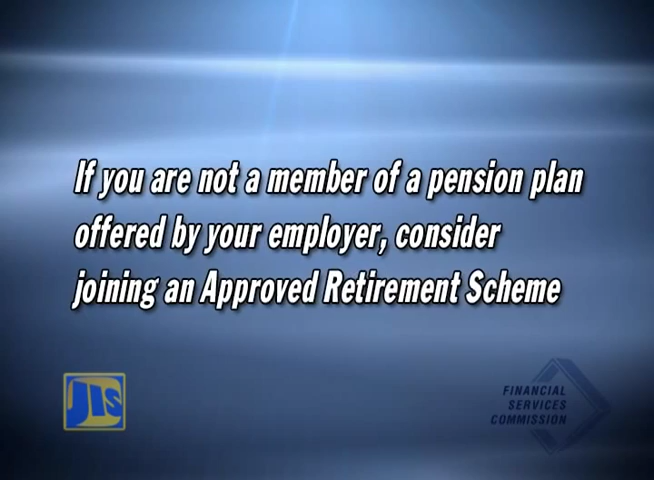 If you are not a member of a pension plan
offered by your employer, consider
joining an Approved Retirement Scheme
JIS
FINANCIAL
SERVICES
COMMISSION